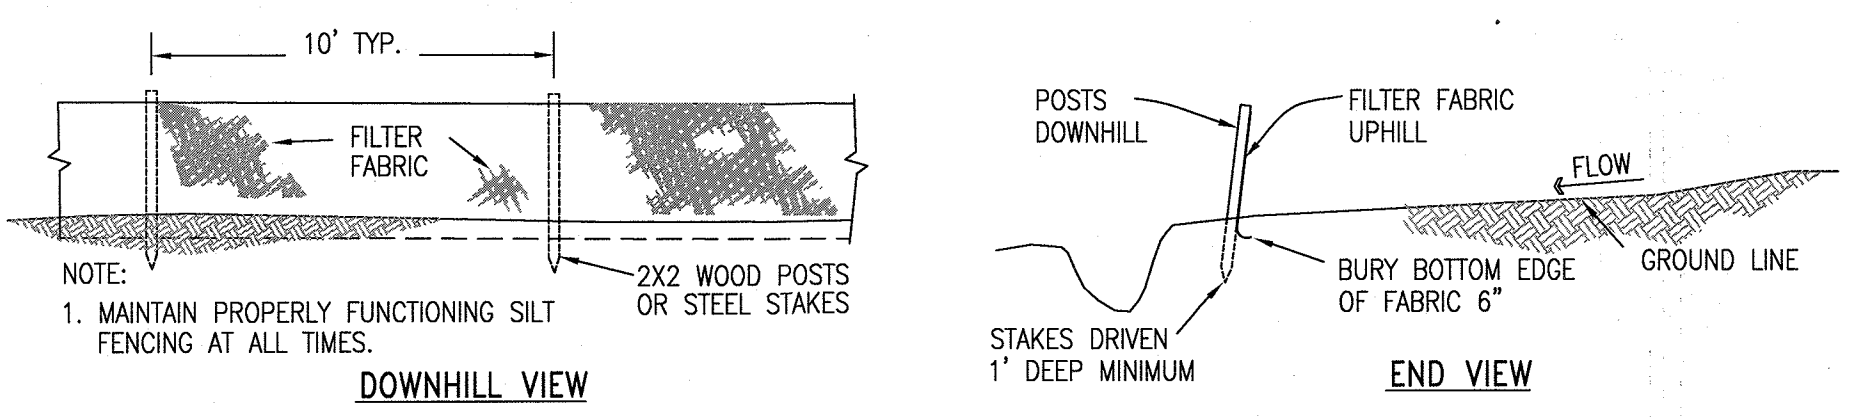 10' TYP.
FILTER
FABRIC
2X2 WOOD POSTS
OR STEEL STAKES
NOTE:
1. MAINTAIN PROPERLY FUNCTIONING SILT
FENCING AT ALL TIMES.
DOWNHILL VIEW
POSTS
DOWNHILL
FILTER FABRIC
UPHILL
FLOW
GROUND LINE
BURY BOTTOM EDGE
OF FABRIC 6"
STAKES DRIVEN
1' DEEP MINIMUM
END VIEW